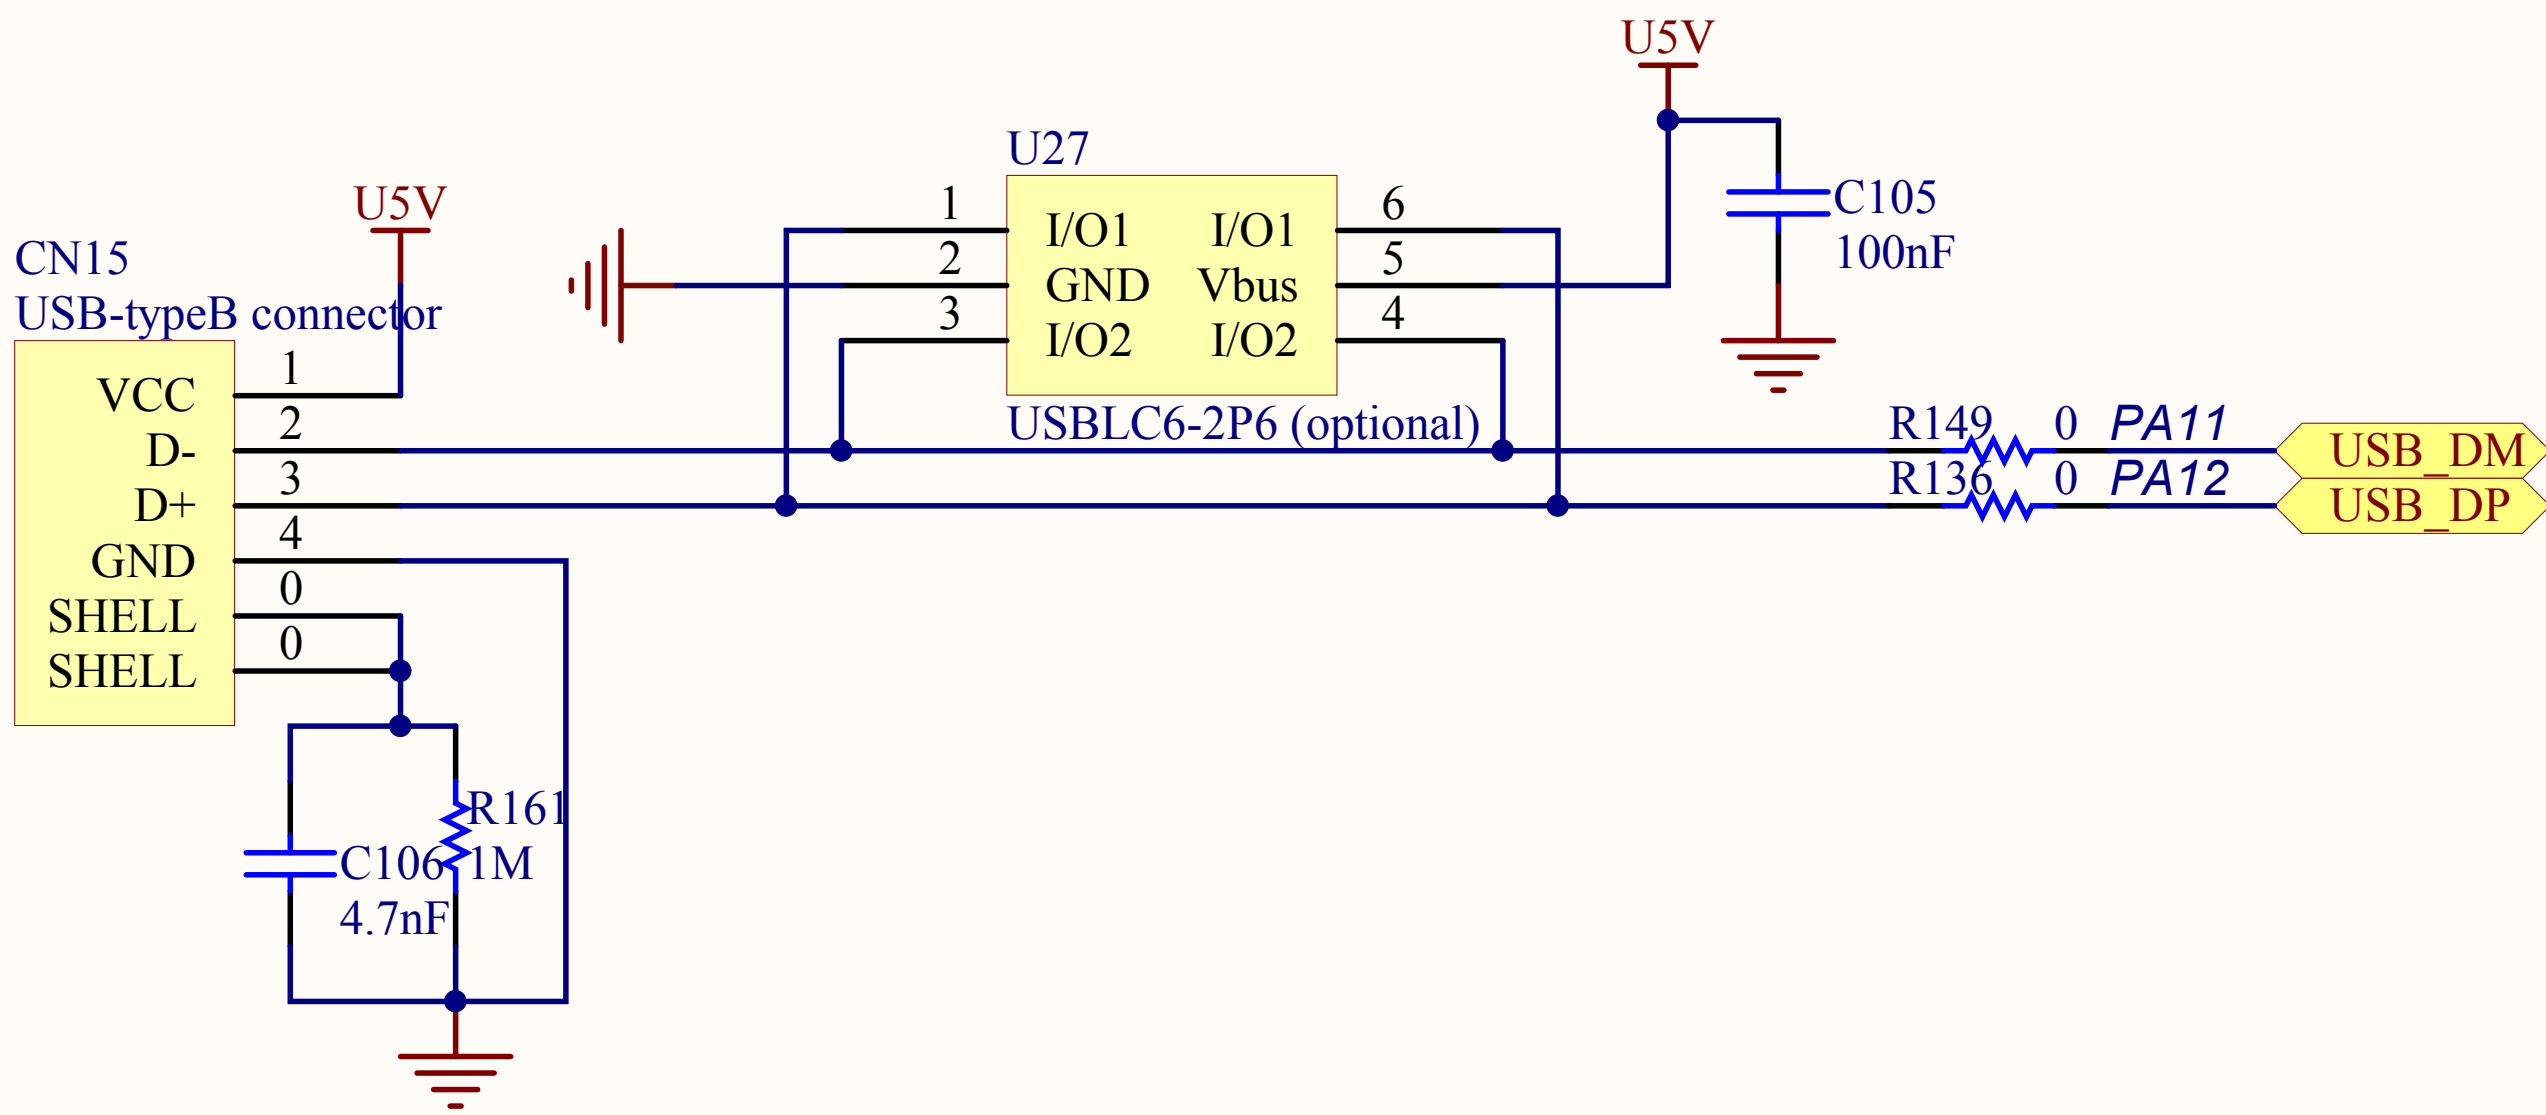 U5V
U27
U5V
CN15
USB-typeB connector
1
I/O1
I/O1
6
C105
100nF
2
GND
Vbus
5
3
I/O2
I/O2
4
USBLC6-2P6 (optional)
VCC
1
D-
2
D+
3
GND
4
SHELL
0
SHELL
0
R149
0
PA11
USB_DM
R136
0
PA12
USB_DP
R161
1M
C106
4.7nF